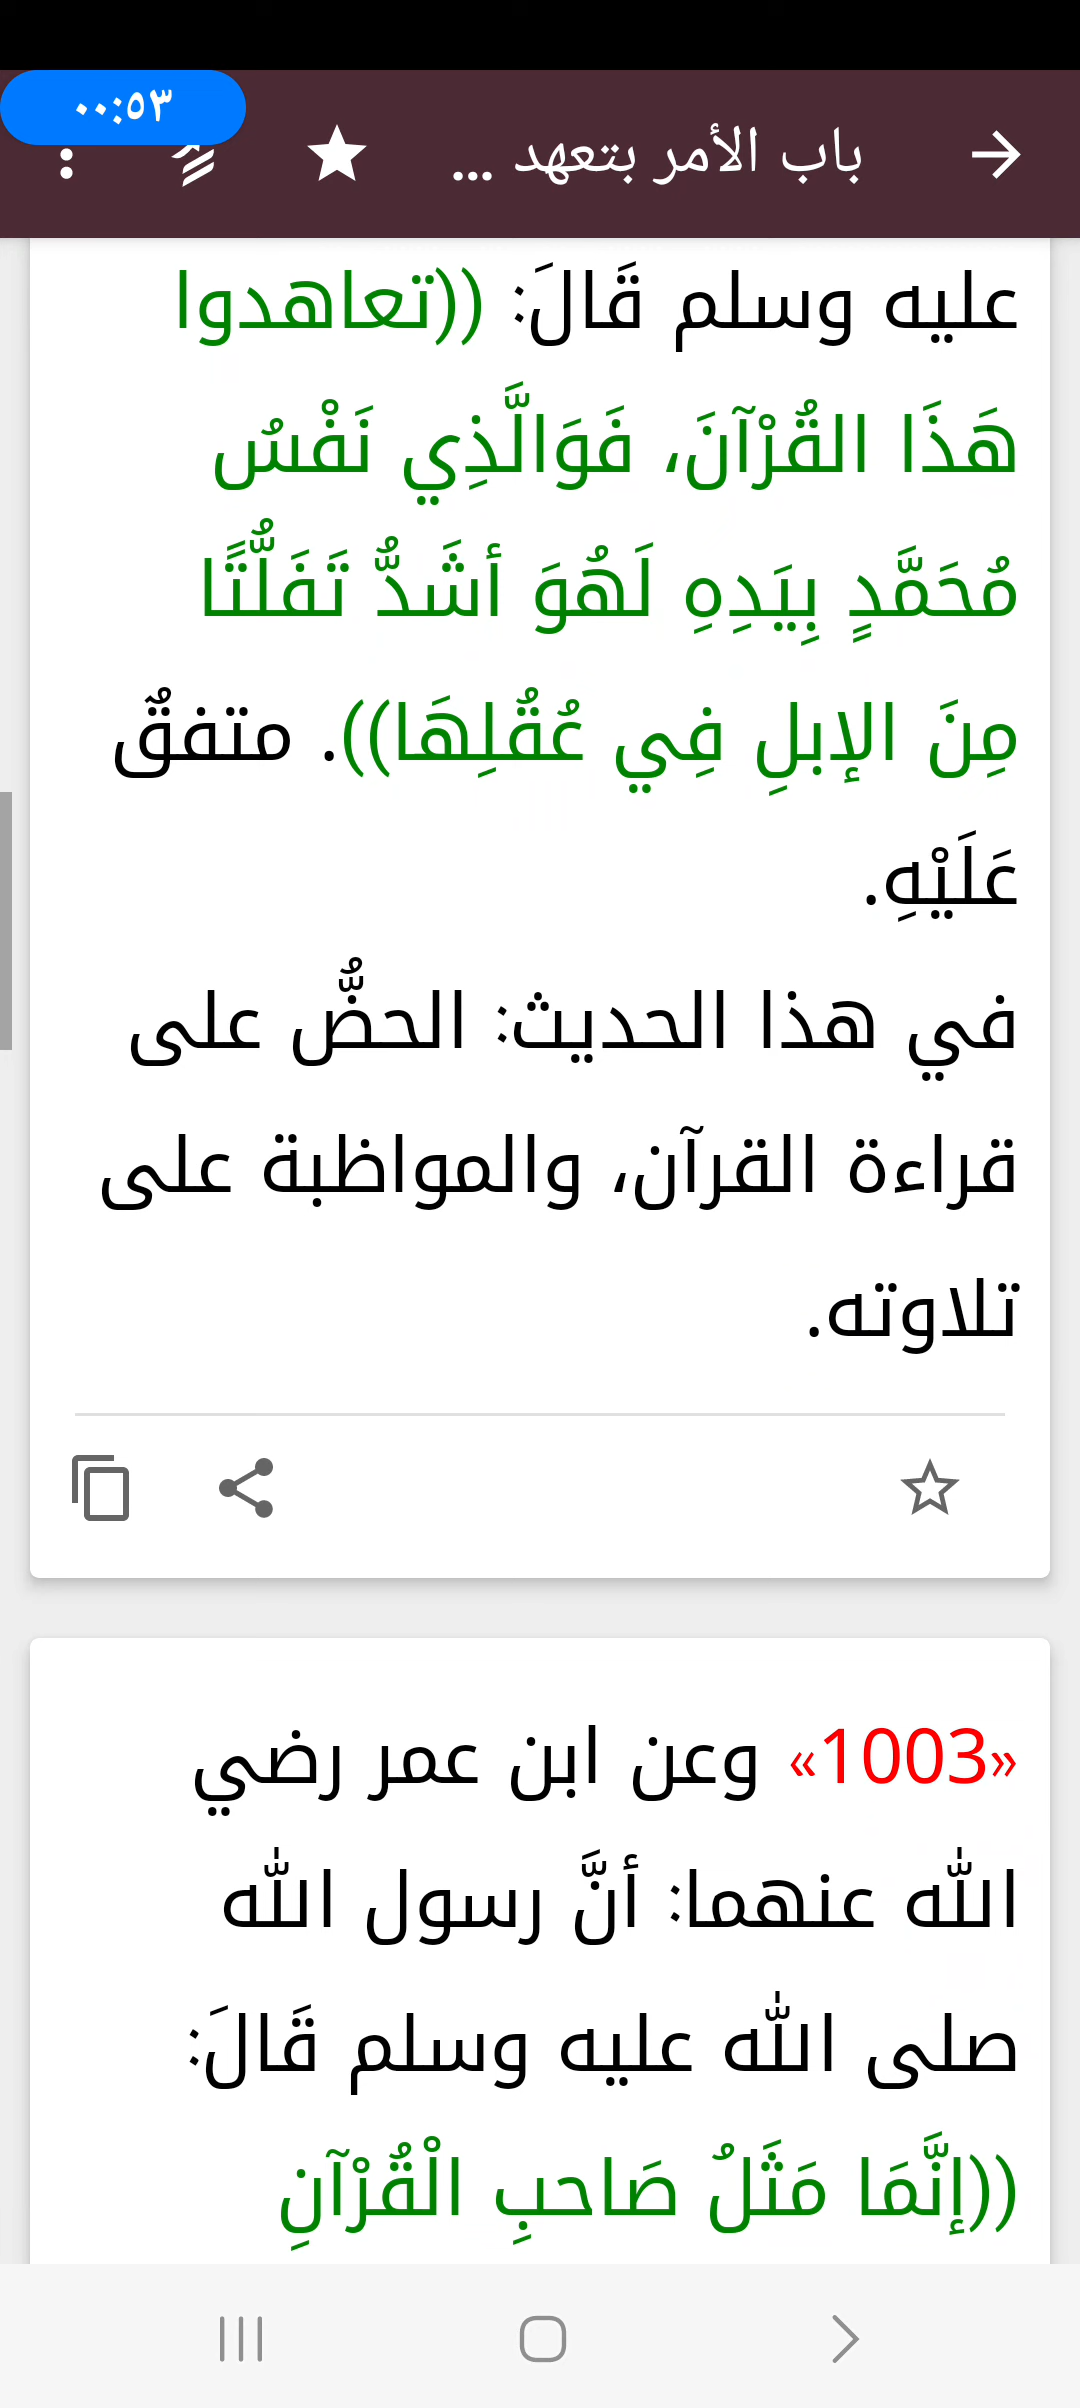 ٠٠:٥٣
باب الأمر بتعهد ...
عليه وسلم قَالَ: ((تعاهدوا
هَذَا القُرْآنَ، فَوَالَّذِي نَفْسُ
مُحَمَّدٍ بِيَدِهِ لَهُوَ أشَدُّ تَفَلُّتًا
مِنَ الإبلِ فِي عُقُلِهَا)). متفقٌ
عَلَيْهِ.
في هذا الحديث: الحضُّ على
قراءة القرآن، والمواظبة على
تلاوته.
«1003» وعن ابن عمر رضي
الله عنهما: أنَّ رسول الله
صلى الله عليه وسلم قَالَ:
((إنَّمَا مَثَلُ صَاحبِ الْقُرْآنِ